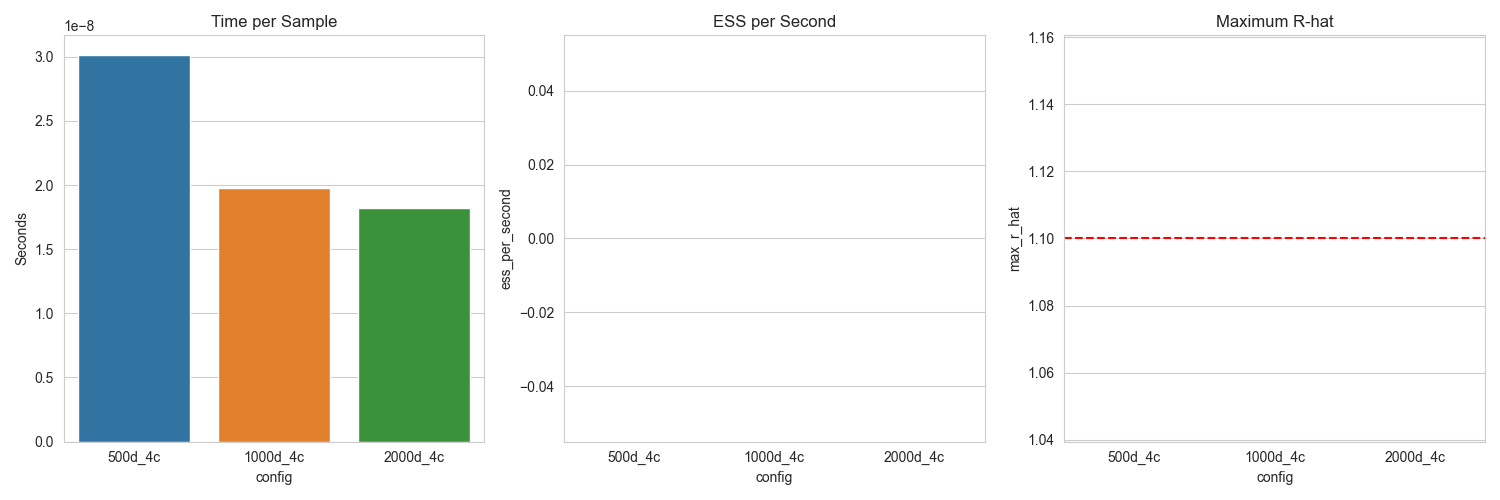 Time per Sample
1e−8
3.0
2.5
2.0
1.5
1.0
0.5
0.0
Seconds
500d_4c 1000d_4c 2000d_4c
config
ESS per Second
0.04
0.02
0.00
−0.02
−0.04
ess_per_second
500d_4c 1000d_4c 2000d_4c
config
Maximum R-hat
1.16
1.14
1.12
1.10
1.08
1.06
1.04
max_r_hat
500d_4c 1000d_4c 2000d_4c
config